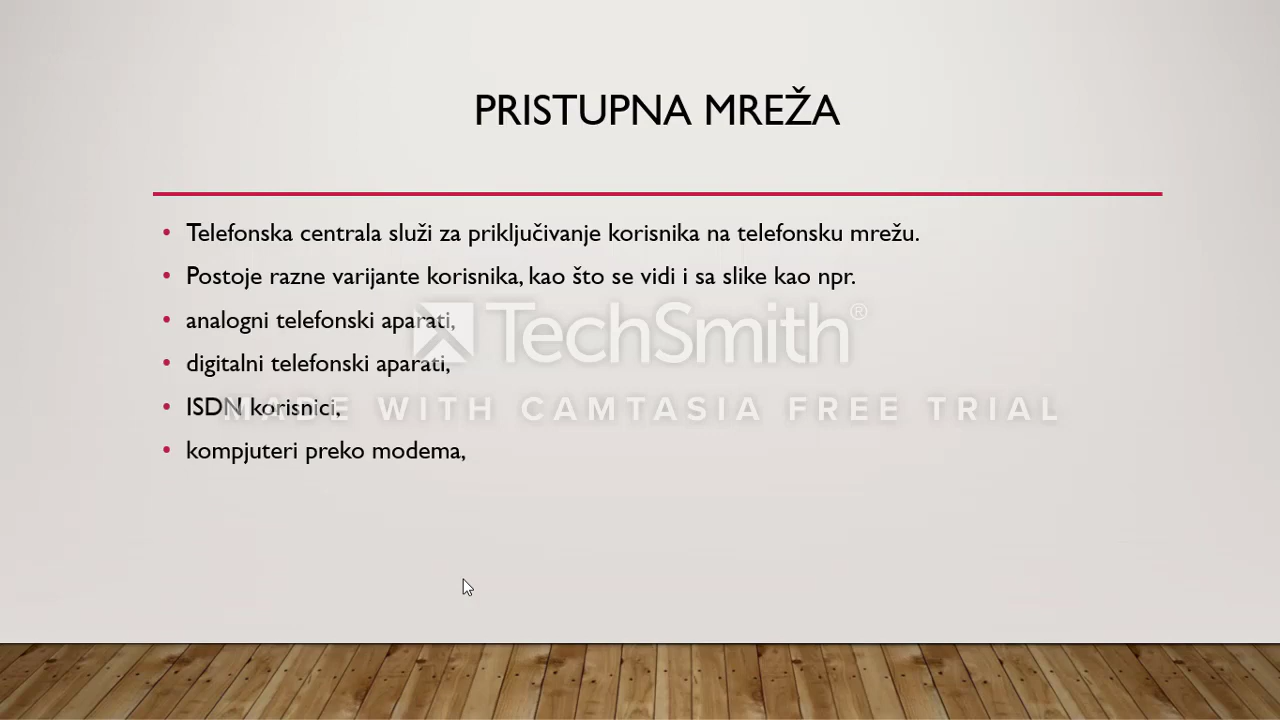 PRISTUPNA MREŽA
• Telefonska centrala služi za priključivanje korisnika na telefonsku mrežu.
• Postoje razne varijante korisnika, kao što se vidi i sa slike kao npr.
• analogni telefonski aparati,
• digitalni telefonski aparati,
• ISDN korisnici,
• kompjuteri preko modema,
TechSmith®
MADE WITH CAMTASIA FREE TRIAL